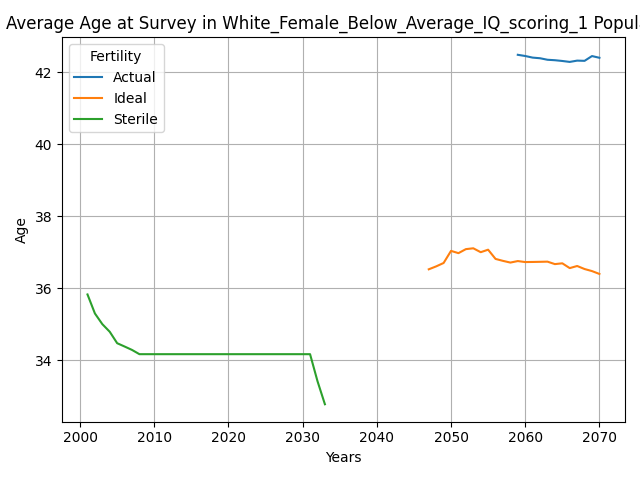 Average Age at Survey in White_Female_Below_Average_IQ_scoring_1 Popul
Fertility
Actual
Ideal
Sterile
42
40
38
36
34
Age
2000 2010 2020 2030 2040 2050 2060 2070
Years